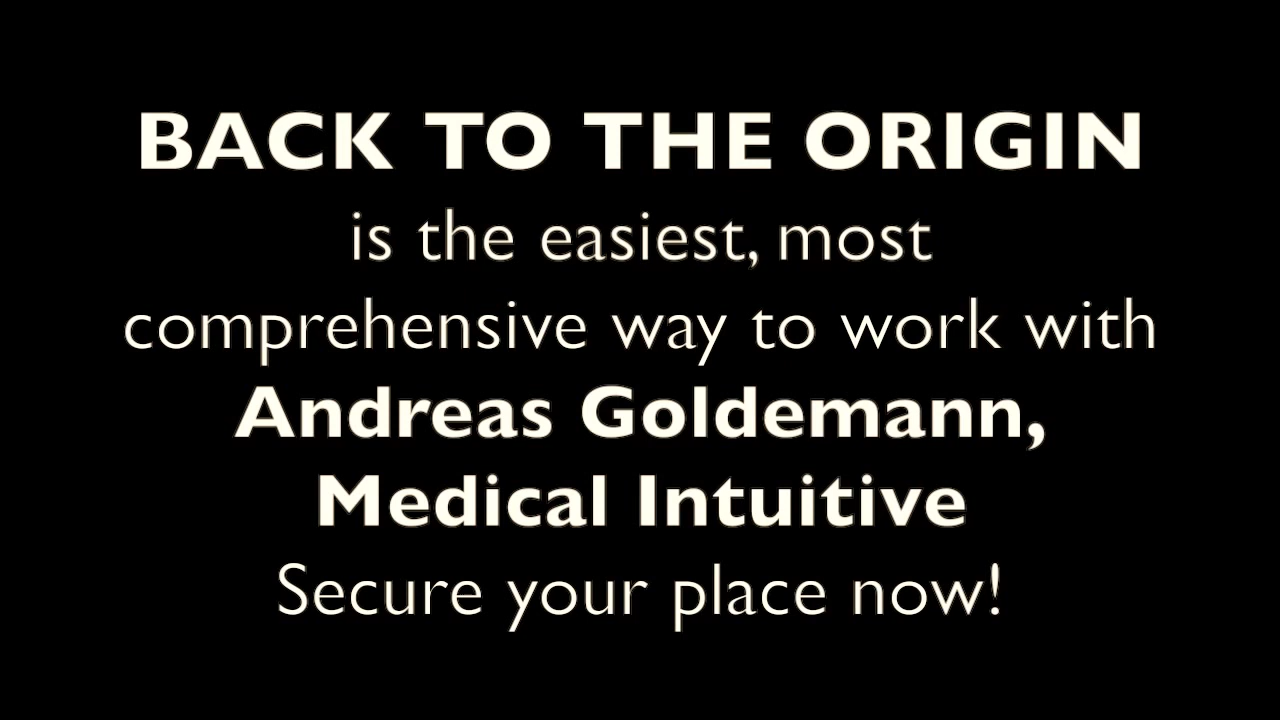 BACK TO THE ORIGIN
is the easiest, most
comprehensive way to work with
Andreas Goldemann,
Medical Intuitive
Secure your place now!